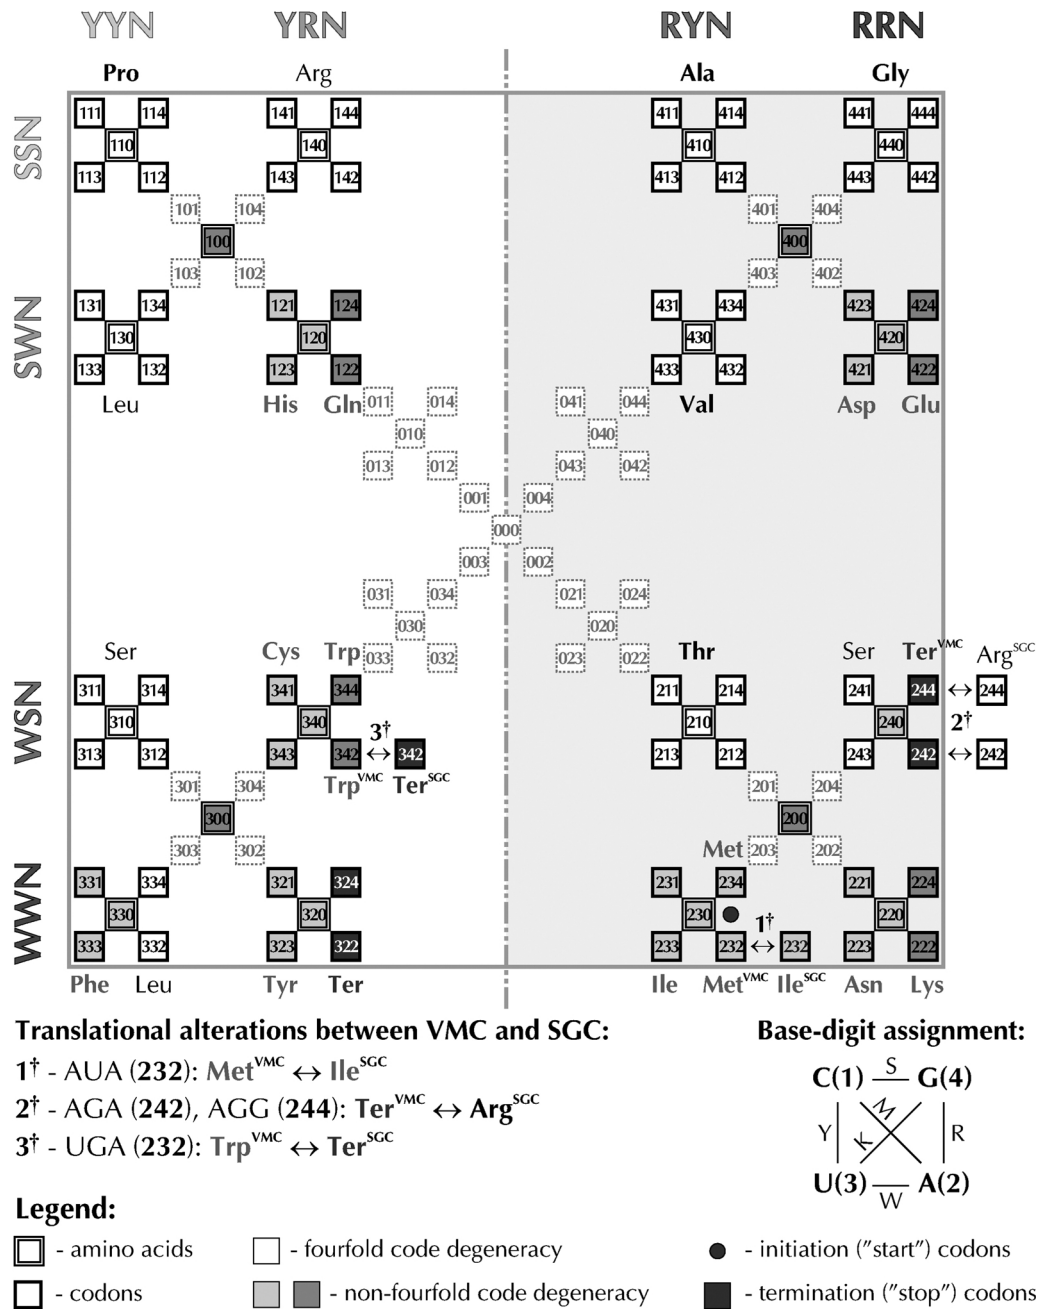 YYN YRN RYN RRN
Pro Arg Ala Gly
SSN
111 114 141 144 411 414 441 444
110 140 410 440
113 112 143 142 413 412 443 442
101 104 401 404
100 400
103 102 403 402
SWN
131 134 121 124 431 434 423 424
130 120 430 420
133 132 123 122 433 432 421 422
Leu His Gln Val Asp Glu
011 014 041 044
010 040
013 012 043 042
001 004
000
003 002
031 034 021 024
030 020
033 032 023 022
Ser Cys Trp Thr Ser Ter^VMC Arg^SGC
WSN
311 314 341 344 211 214 241 244 ↔ 244
310 340 3† 210 240 2†
313 312 343 342 ↔ 342 213 212 243 242 ↔ 242
Trp^VMC Ter^SGC
301 304 201 204
300 200
303 302 Met 203 202
WWN
331 334 321 324 231 234 221 224
330 320 230 1† 220
333 332 323 322 233 232 ↔ 232 223 222
Phe Leu Tyr Ter Ile Met^VMC Ile^SGC Asn Lys
Translational alterations between VMC and SGC:
1† - AUA (232): Met^VMC ↔ Ile^SGC
2† - AGA (242), AGG (244): Ter^VMC ↔ Arg^SGC
3† - UGA (232): Trp^VMC ↔ Ter^SGC
Base-digit assignment:
C(1) S G(4)
Y M K R
U(3) W A(2)
Legend:
- amino acids
- fourfold code degeneracy
- initiation ("start") codons
- codons
- non-fourfold code degeneracy
- termination ("stop") codons